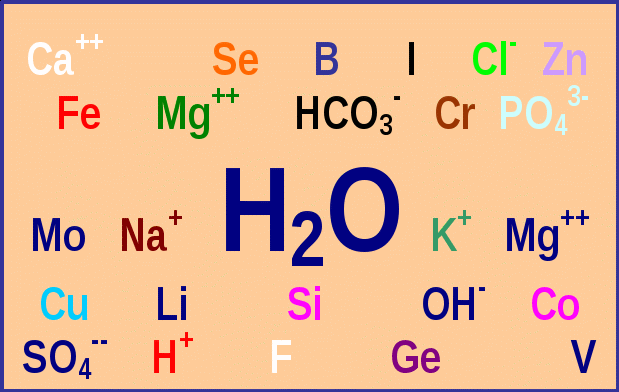 Ca++ Se B I Cl- Zn
Fe Mg++ HCO3- Cr PO43-
H2O
Mo Na+ K+ Mg++
Cu Li Si OH- Co
SO4-- H+ F Ge V